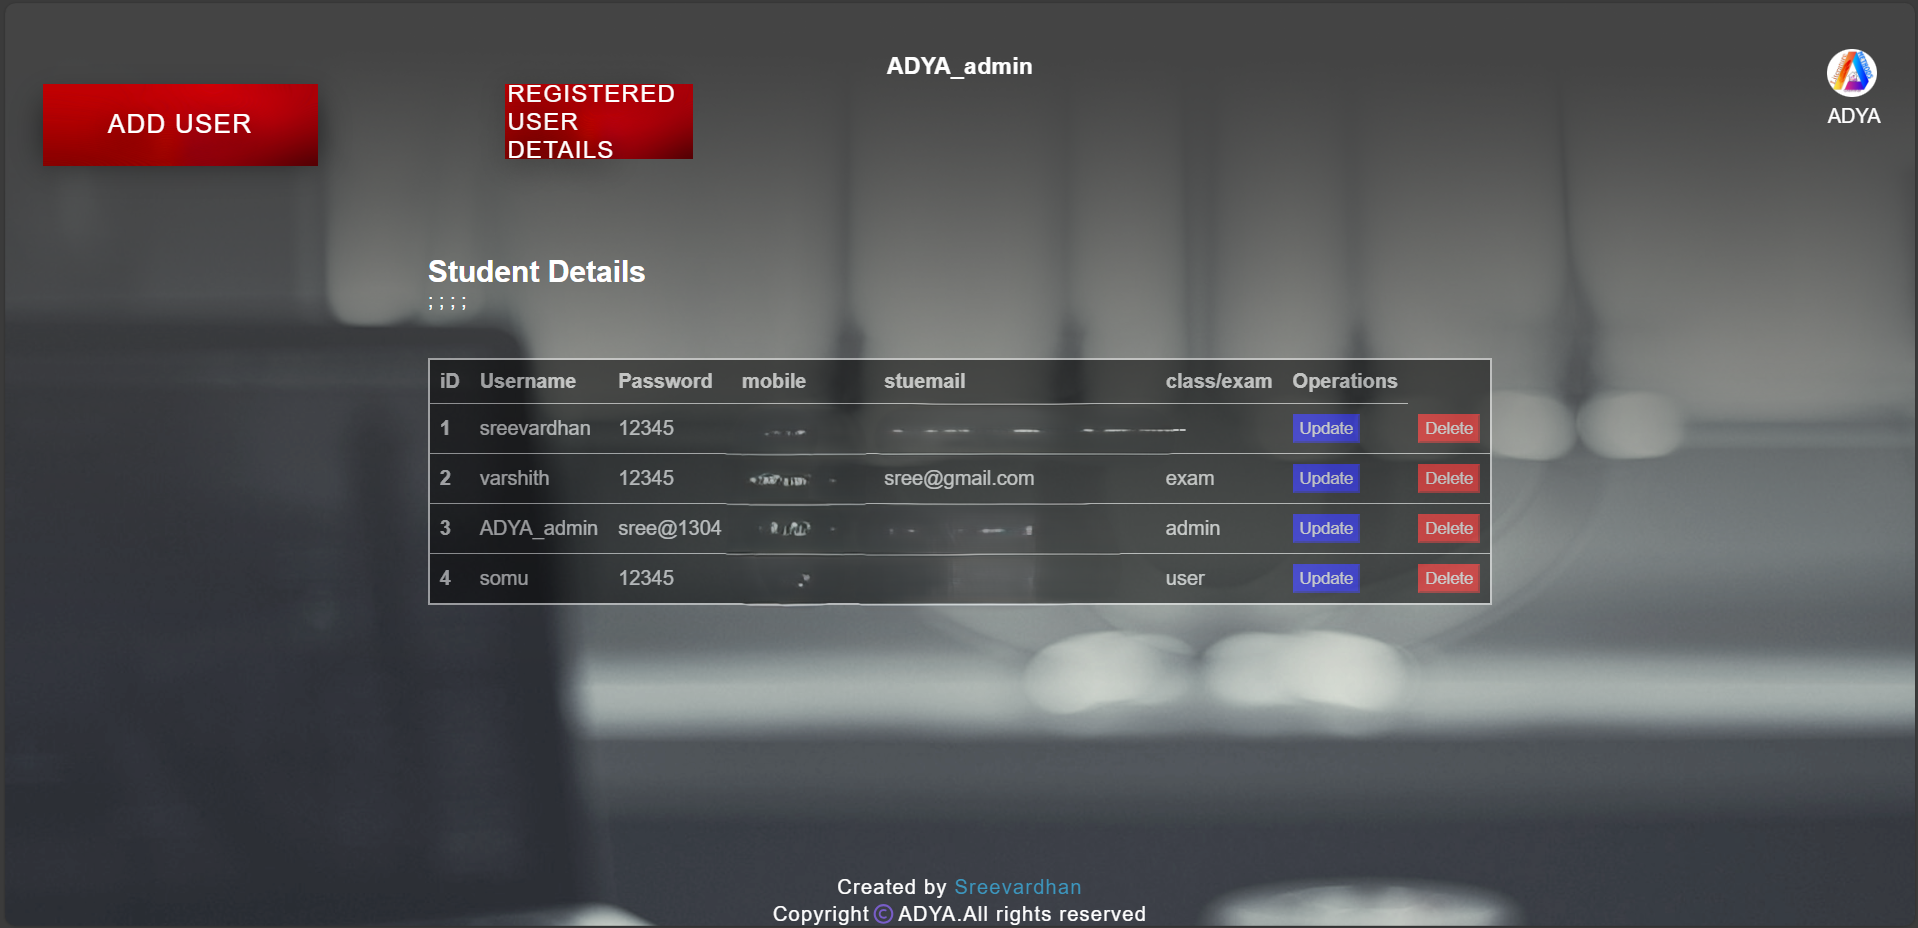 ADYA_admin
ADYA
ADD USER
REGISTERED
USER
DETAILS
Student Details
; ; ; ;
iD Username Password mobile stuemail class/exam Operations
1 sreevardhan 12345 Update Delete
2 varshith 12345 sree@gmail.com exam Update Delete
3 ADYA_admin sree@1304 admin Update Delete
4 somu 12345 user Update Delete
Created by Sreevardhan
Copyright © ADYA.All rights reserved